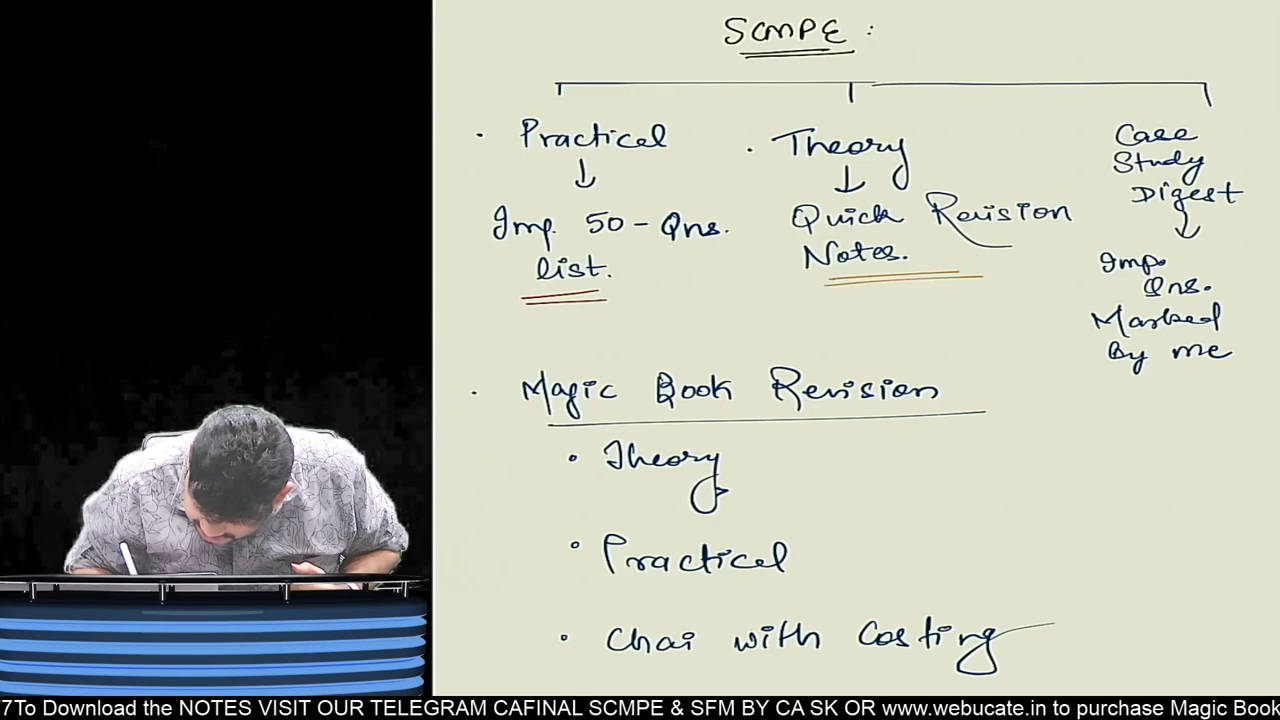 SCMPE :
• Practical
Imp. 50 - Qns.
list.
• Theory
Quick Revision
Notes.
Case
Study
Digest
Imp.
Qns.
Marked
By me
• Magic Book Revision
• Theory
• Practical
• Chai with Costing
7To Download the NOTES VISIT OUR TELEGRAM CAFINAL SCMPE & SFM BY CA SK OR www.webucate.in to purchase Magic Book